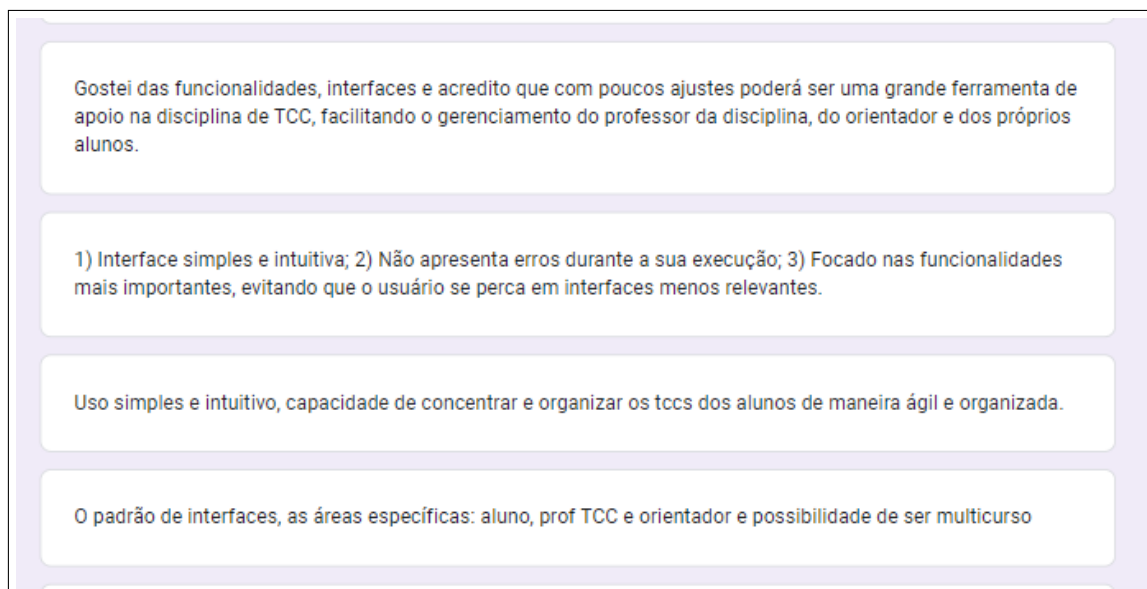 Gostei das funcionalidades, interfaces e acredito que com poucos ajustes poderá ser uma grande ferramenta de
apoio na disciplina de TCC, facilitando o gerenciamento do professor da disciplina, do orientador e dos próprios
alunos.
1) Interface simples e intuitiva; 2) Não apresenta erros durante a sua execução; 3) Focado nas funcionalidades
mais importantes, evitando que o usuário se perca em interfaces menos relevantes.
Uso simples e intuitivo, capacidade de concentrar e organizar os tccs dos alunos de maneira ágil e organizada.
O padrão de interfaces, as áreas específicas: aluno, prof TCC e orientador e possibilidade de ser multicurso